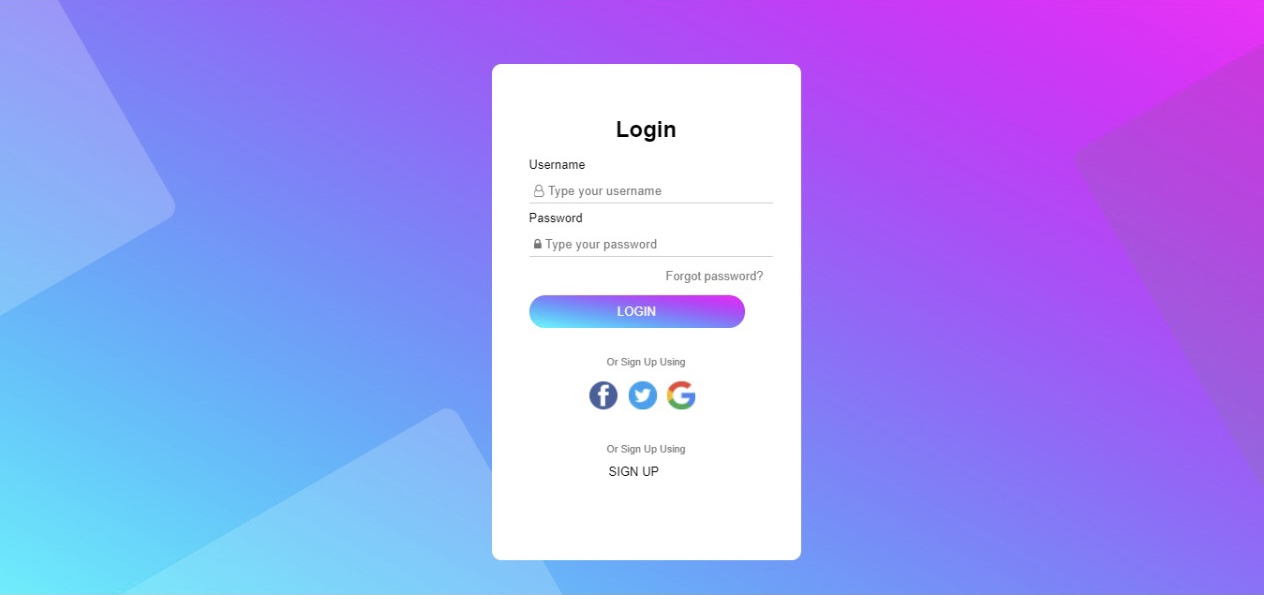 Login
Username
Type your username
Password
Type your password
Forgot password?
LOGIN
Or Sign Up Using
Or Sign Up Using
SIGN UP